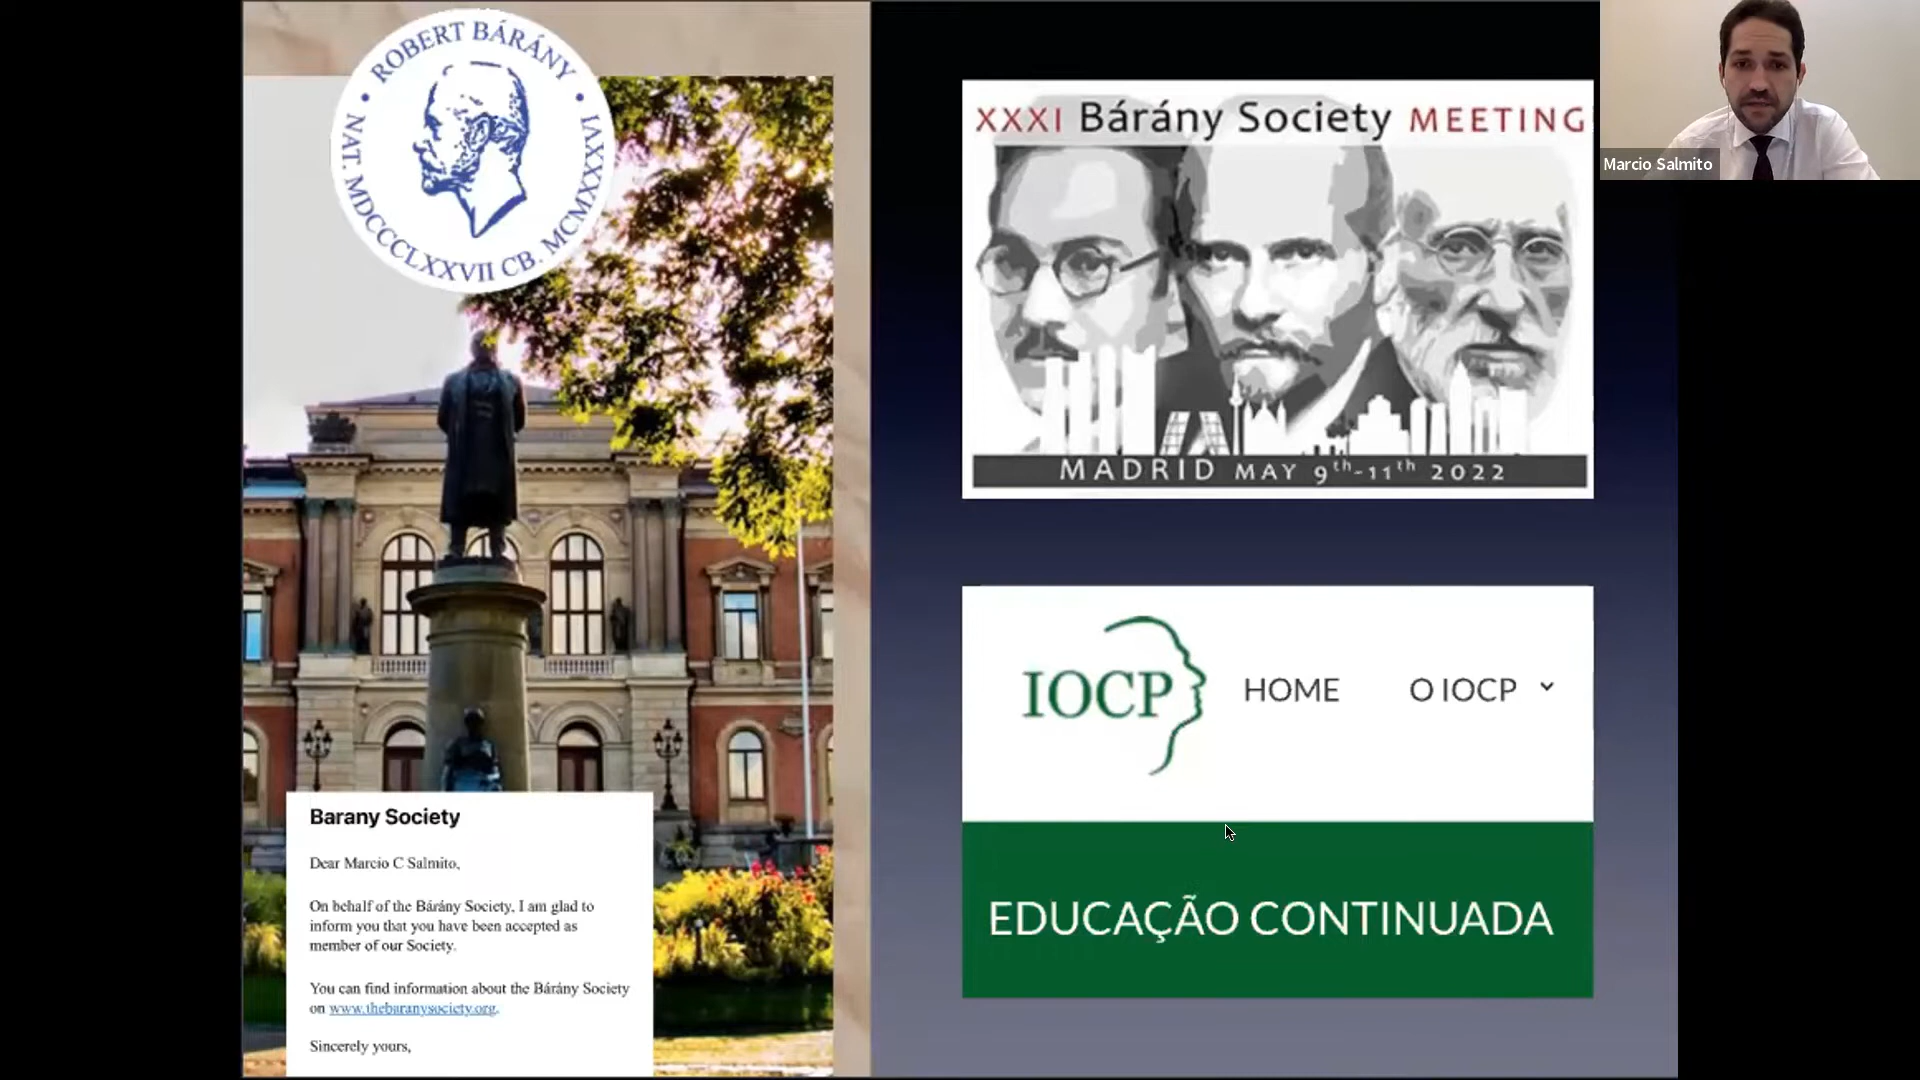 ROBERT BÁRÁNY
NAT. MDCCCLXXVII CB. MCMXXXVI
Barany Society
Dear Marcio C Salmito,
On behalf of the Bárány Society, I am glad to
inform you that you have been accepted as
member of our Society.
You can find information about the Bárány Society
on www.thebaranysociety.org.
Sincerely yours,
XXXI Bárány Society MEETING
MADRID MAY 9th-11th 2022
IOCP
HOME
O IOCP
EDUCAÇÃO CONTINUADA
Marcio Salmito